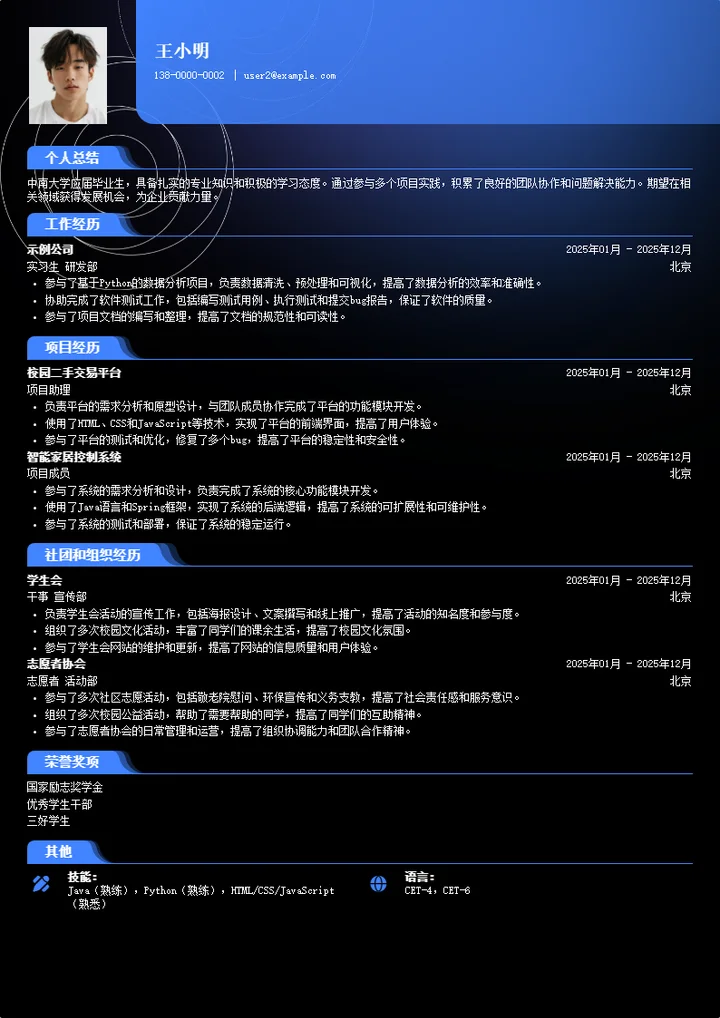 王小明
138-0000-0002 | user2@example.com
个人总结
中南大学应届毕业生，具备扎实的专业知识和积极的学习态度。通过参与多个项目实践，积累了良好的团队协作和问题解决能力。期望在相
关领域获得发展机会，为企业贡献力量。
工作经历
示例公司 2025年01月 - 2025年12月
实习生 研发部 北京
• 参与了基于Python的数据分析项目，负责数据清洗、预处理和可视化，提高了数据分析的效率和准确性。
• 协助完成了软件测试工作，包括编写测试用例、执行测试和提交bug报告，保证了软件的质量。
• 参与了项目文档的编写和整理，提高了文档的规范性和可读性。
项目经历
校园二手交易平台 2025年01月 - 2025年12月
项目助理 北京
• 负责平台的需求分析和原型设计，与团队成员协作完成了平台的功能模块开发。
• 使用了HTML、CSS和JavaScript等技术，实现了平台的前端界面，提高了用户体验。
• 参与了平台的测试和优化，修复了多个bug，提高了平台的稳定性和安全性。
智能家居控制系统 2025年01月 - 2025年12月
项目成员 北京
• 参与了系统的需求分析和设计，负责完成了系统的核心功能模块开发。
• 使用了Java语言和Spring框架，实现了系统的后端逻辑，提高了系统的可扩展性和可维护性。
• 参与了系统的测试和部署，保证了系统的稳定运行。
社团和组织经历
学生会 2025年01月 - 2025年12月
干事 宣传部 北京
• 负责学生会活动的宣传工作，包括海报设计、文案撰写和线上推广，提高了活动的知名度和参与度。
• 组织了多次校园文化活动，丰富了同学们的课余生活，提高了校园文化氛围。
• 参与了学生会网站的维护和更新，提高了网站的信息质量和用户体验。
志愿者协会 2025年01月 - 2025年12月
志愿者 活动部 北京
• 参与了多次社区志愿活动，包括敬老院慰问、环保宣传和义务支教，提高了社会责任感和服务意识。
• 组织了多次校园公益活动，帮助了需要帮助的同学，提高了同学们的互助精神。
• 参与了志愿者协会的日常管理和运营，提高了组织协调能力和团队合作精神。
荣誉奖项
国家励志奖学金
优秀学生干部
三好学生
其他
技能： 语言：
Java（熟练），Python（熟练），HTML/CSS/JavaScript CET-4，CET-6
（熟悉）